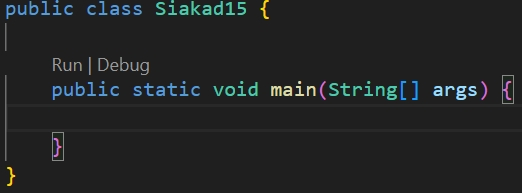 public class Siakad15 {
Run | Debug
public static void main(String[] args) {
}
}